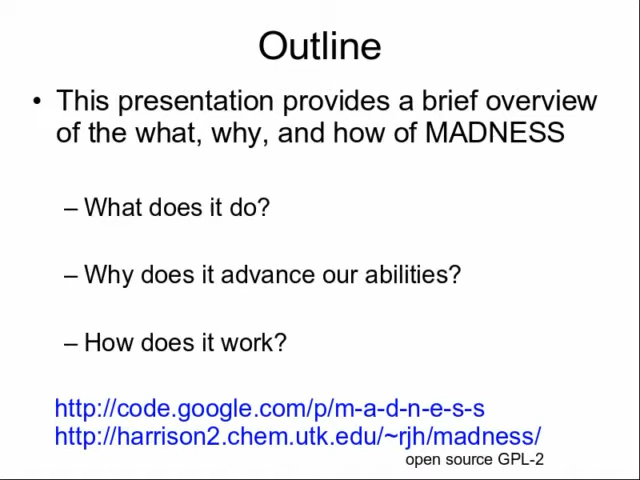 Outline
• This presentation provides a brief overview
of the what, why, and how of MADNESS
– What does it do?
– Why does it advance our abilities?
– How does it work?
http://code.google.com/p/m-a-d-n-e-s-s
http://harrison2.chem.utk.edu/~rjh/madness/
open source GPL-2